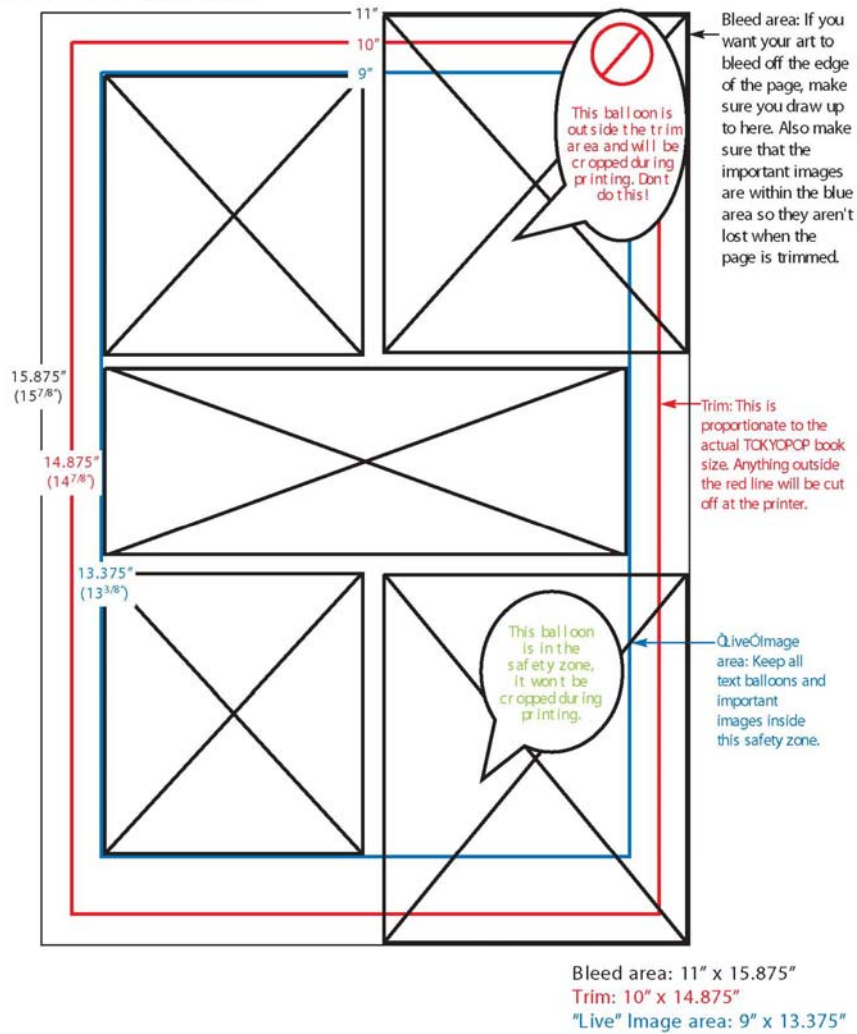 11"
10"
9"
Bleed area: If you
want your art to
bleed off the edge
of the page, make
sure you draw up
to here. Also make
sure that the
important images
are within the blue
area so they aren't
lost when the
page is trimmed.
This balloon is
outside the trim
area and will be
cropped during
printing. Dont
do this!
15.875"
(15 7/8")
14.875"
(14 7/8")
Trim: This is
proportionate to the
actual TOKYOPOP book
size. Anything outside
the red line will be cut
off at the printer.
13.375"
(13 3/8")
This balloon
is in the
safety zone,
it wont be
cropped during
printing.
ÒLiveÓImage
area: Keep all
text balloons and
important
images inside
this safety zone.
Bleed area: 11" x 15.875"
Trim: 10" x 14.875"
"Live" Image area: 9" x 13.375"